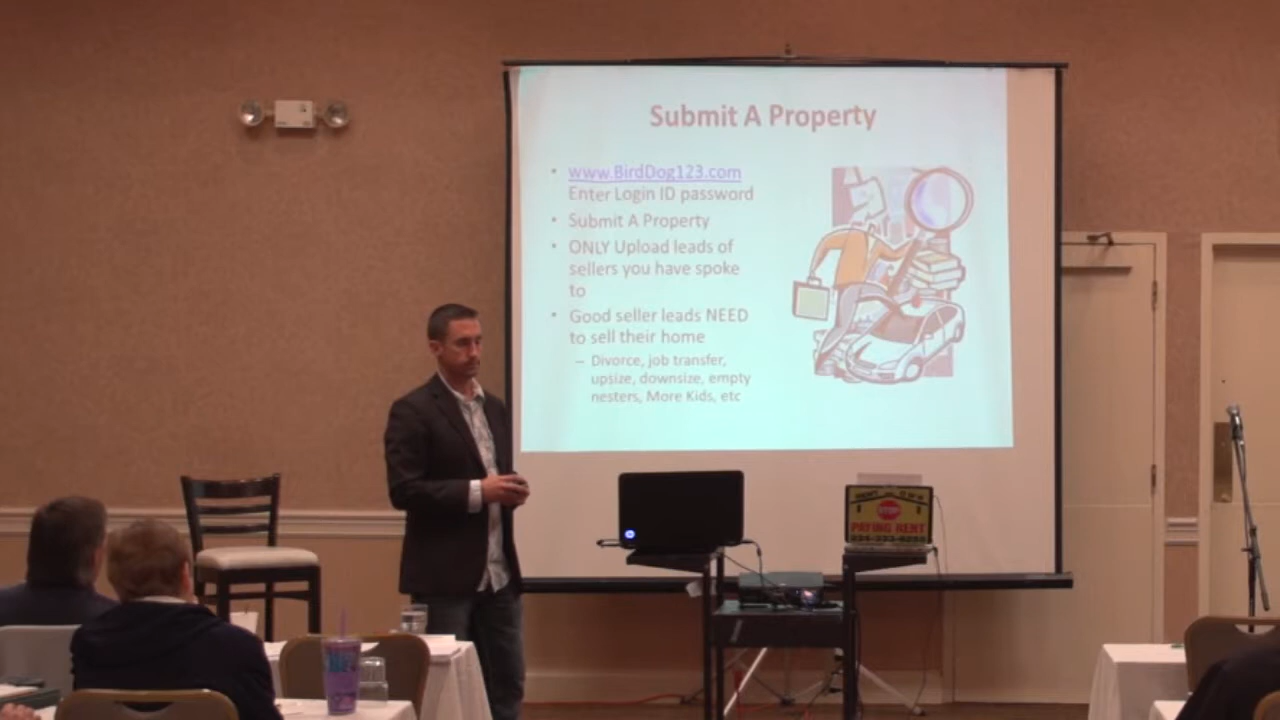 Submit A Property
• www.BirdDog123.com
Enter Login ID password
• Submit A Property
• ONLY Upload leads of
sellers you have spoke
to
• Good seller leads NEED
to sell their home
– Divorce, job transfer,
upsize, downsize, empty
nesters, More Kids, etc
STOP
PAYING RENT